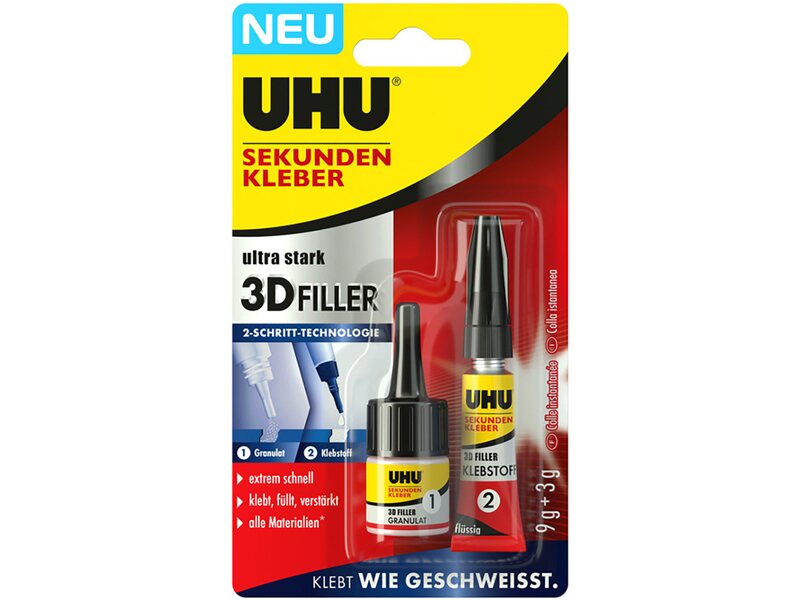 NEU
UHU®
SEKUNDEN
KLEBER
ultra stark
3D FILLER
2-SCHRITT-TECHNOLOGIE
1 Granulat
2 Klebstoff
extrem schnell
klebt, füllt, verstärkt
alle Materialien*
UHU
SEKUNDEN
KLEBER
1
3D FILLER
GRANULAT
UHU
SEKUNDEN
KLEBER
3D FILLER
KLEBSTOFF
2
flüssig
F Colle instantanée I Colla istantanea
9 g + 3 g
KLEBT WIE GESCHWEISST.